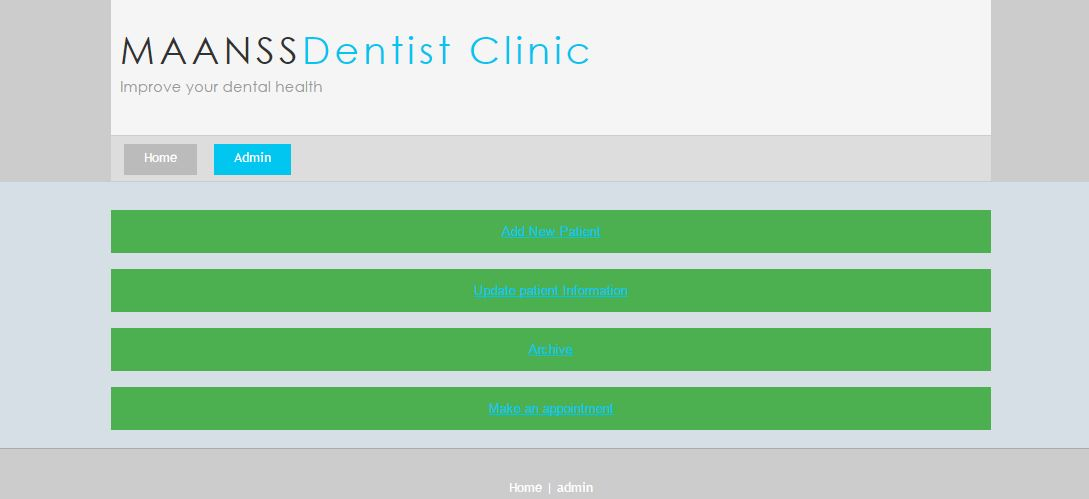 MAANSSDentist Clinic
Improve your dental health
Home Admin
Add New Patient
Update patient Information
Archive
Make an appointment
Home | admin